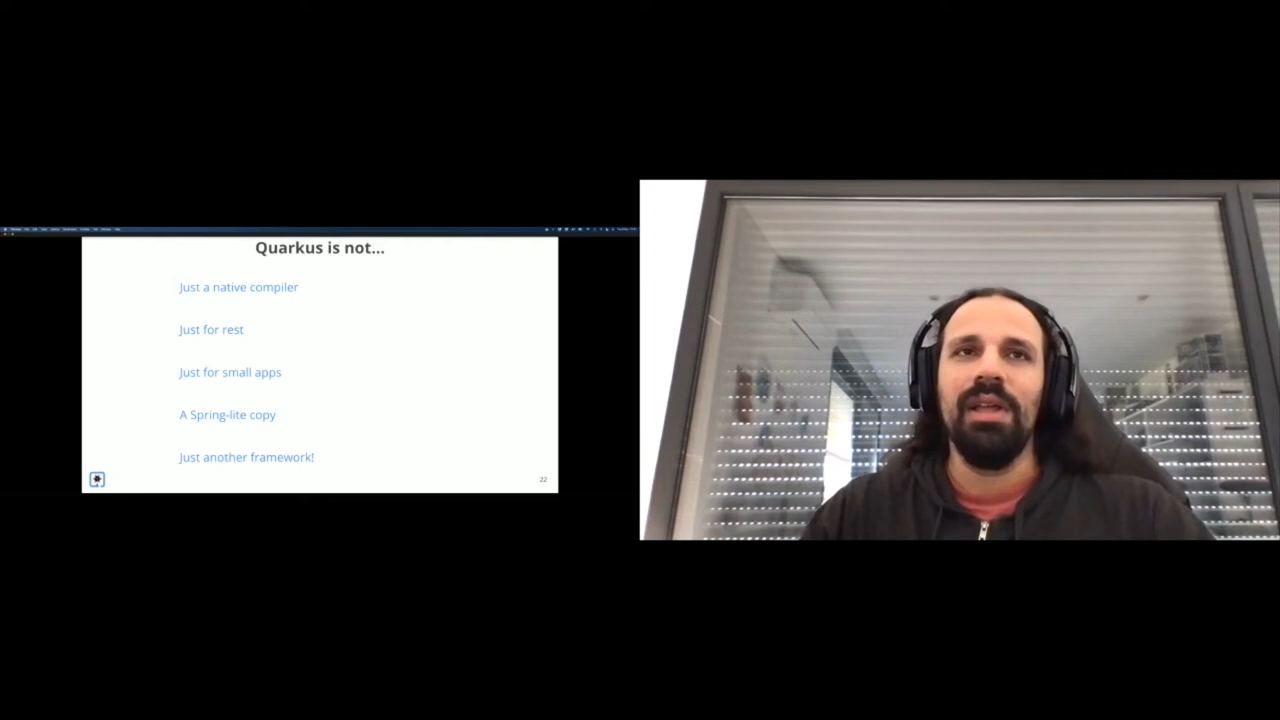 Quarkus is not...
Just a native compiler
Just for rest
Just for small apps
A Spring-lite copy
Just another framework!
22